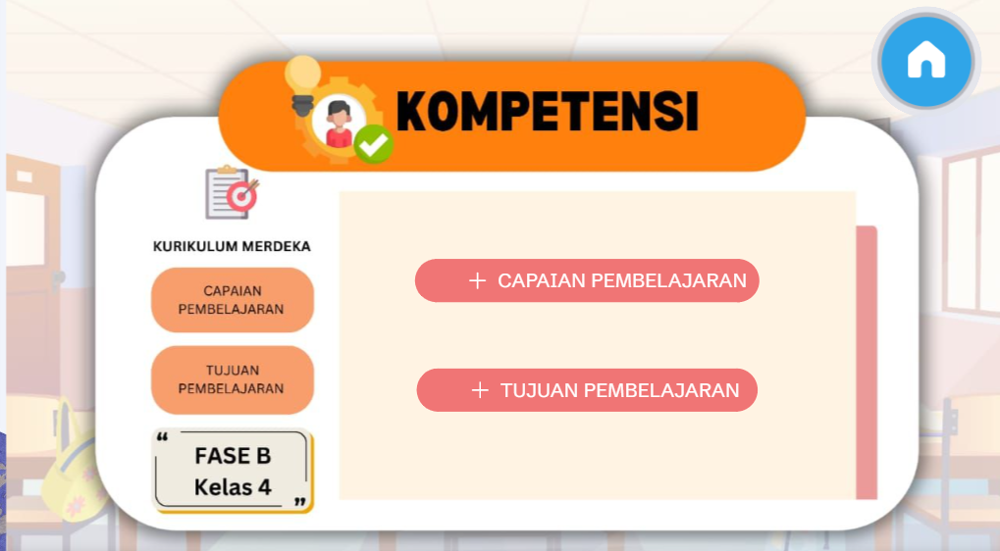 KOMPETENSI
KURIKULUM MERDEKA
CAPAIAN
PEMBELAJARAN
TUJUAN
PEMBELAJARAN
“
FASE B
Kelas 4
”
+ CAPAIAN PEMBELAJARAN
+ TUJUAN PEMBELAJARAN